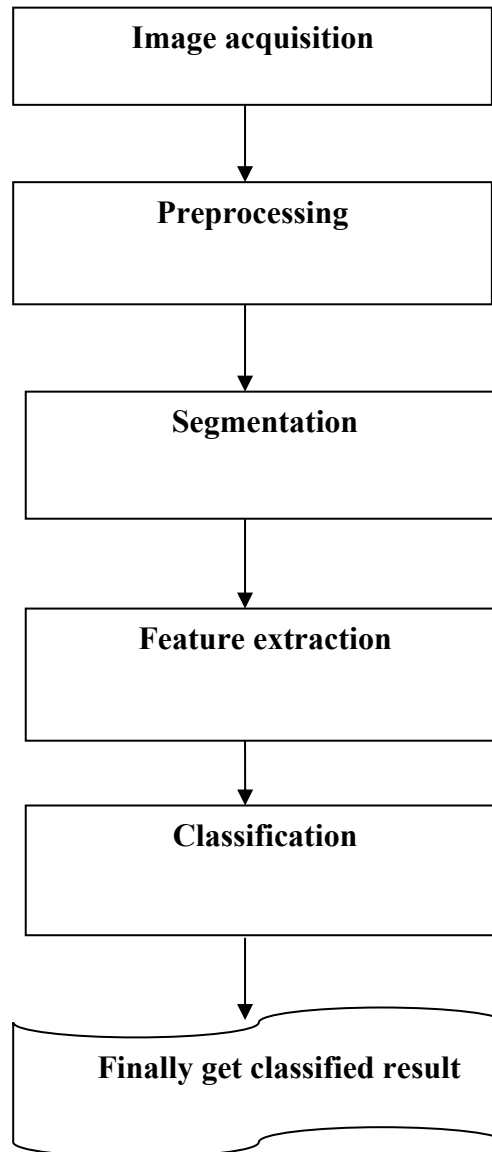 Image acquisition
Preprocessing
Segmentation
Feature extraction
Classification
Finally get classified result